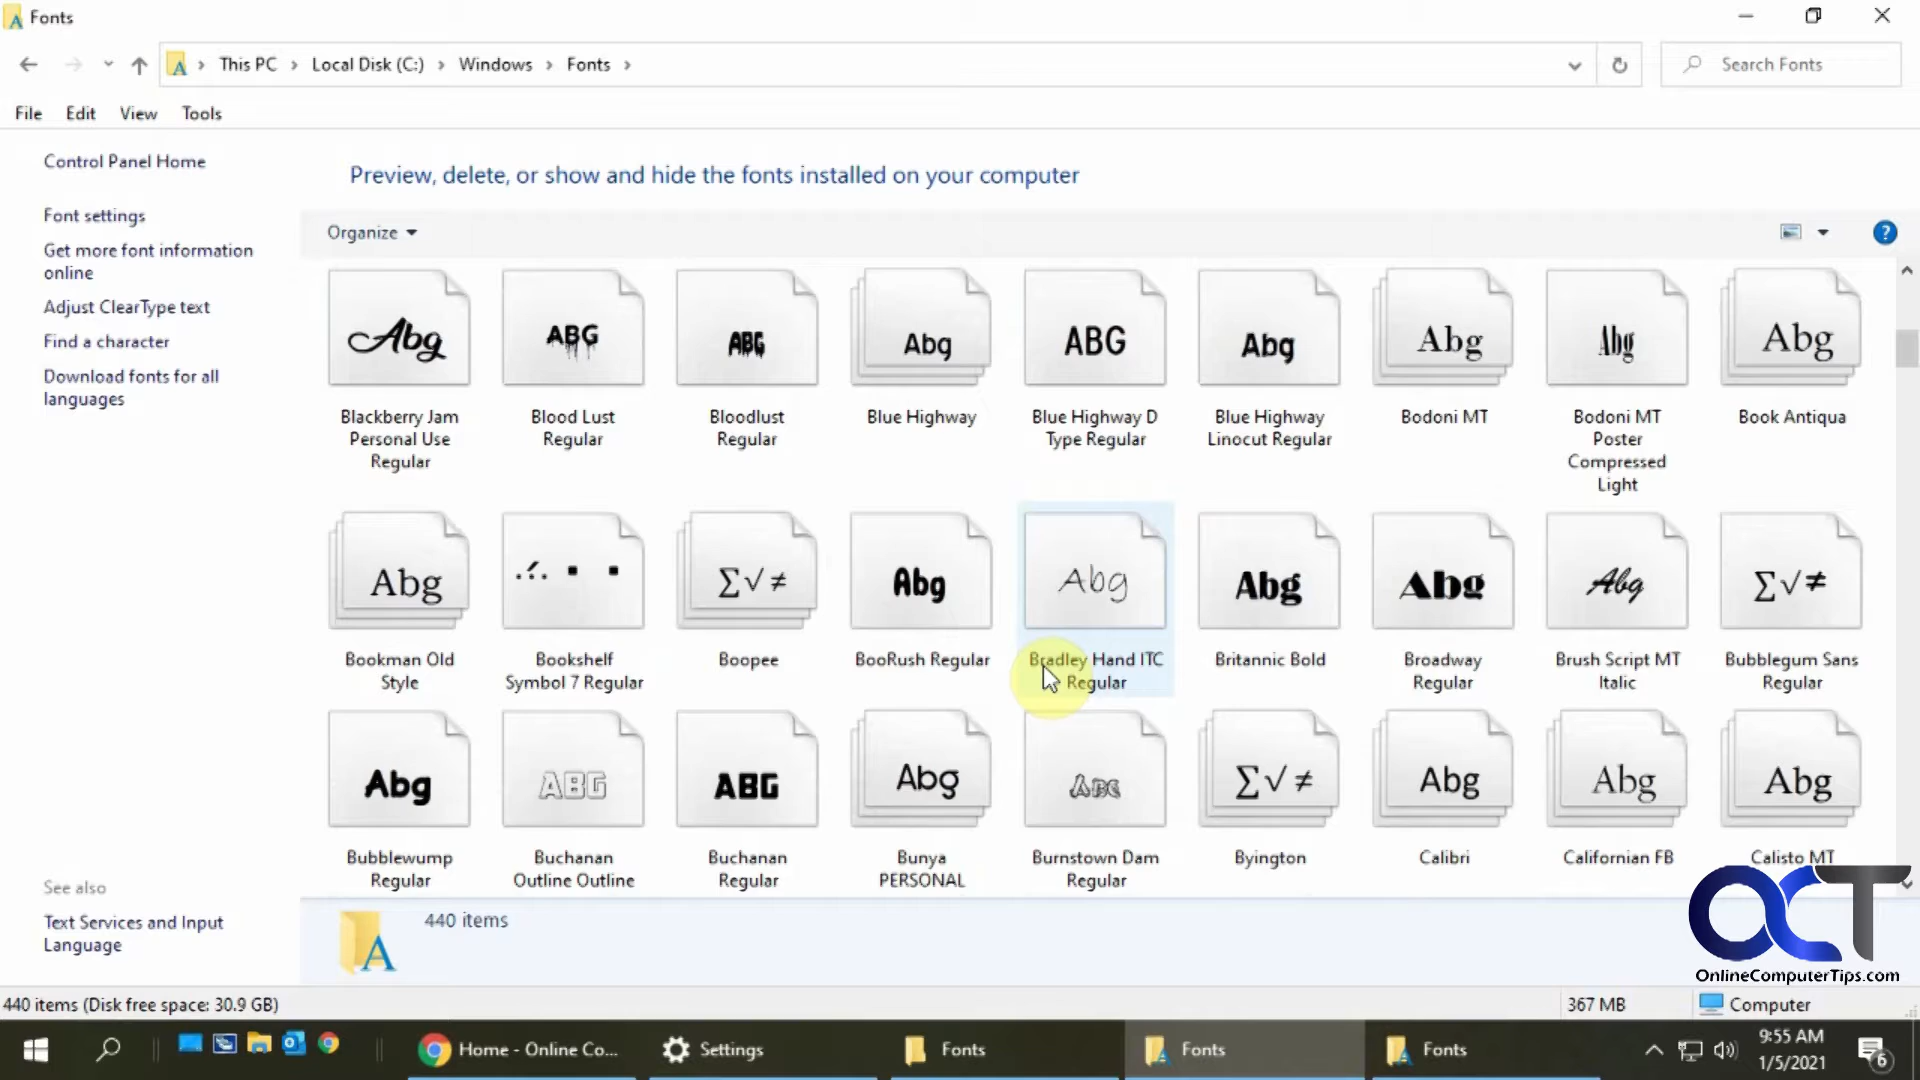 Fonts
This PC > Local Disk (C:) > Windows > Fonts >
Search Fonts
File Edit View Tools
Control Panel Home
Font settings
Get more font information
online
Adjust ClearType text
Find a character
Download fonts for all
languages
See also
Text Services and Input
Language
Preview, delete, or show and hide the fonts installed on your computer
Organize
?
Abg ABG ABG Abg ABG Abg Abg Abg Abg
Blackberry Jam
Personal Use
Regular
Blood Lust
Regular
Bloodlust
Regular
Blue Highway
Blue Highway D
Type Regular
Blue Highway
Linocut Regular
Bodoni MT
Bodoni MT
Poster
Compressed
Light
Book Antiqua
Abg ∑√≠ Abg Abg Abg Abg Abg ∑√≠
Bookman Old
Style
Bookshelf
Symbol 7 Regular
Boopee
BooRush Regular
Bradley Hand ITC
Regular
Britannic Bold
Broadway
Regular
Brush Script MT
Italic
Bubblegum Sans
Regular
Abg ABG ABG Abg ABG ∑√≠ Abg Abg Abg
Bubblewump
Regular
Buchanan
Outline Outline
Buchanan
Regular
Bunya
PERSONAL
Burnstown Dam
Regular
Byington
Calibri
Californian FB
Calisto MT
440 items
OCT
OnlineComputerTips.com
440 items (Disk free space: 30.9 GB)
367 MB
Computer
Home - Online Co...
Settings
Fonts
Fonts
Fonts
9:55 AM
1/5/2021
6